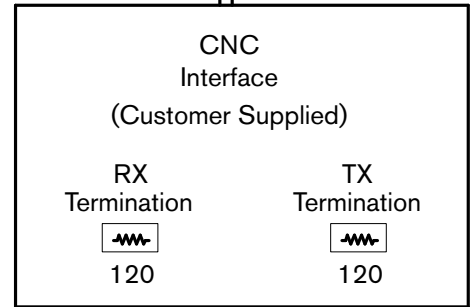 CNC
Interface
(Customer Supplied)
RX TX
Termination Termination
120 120